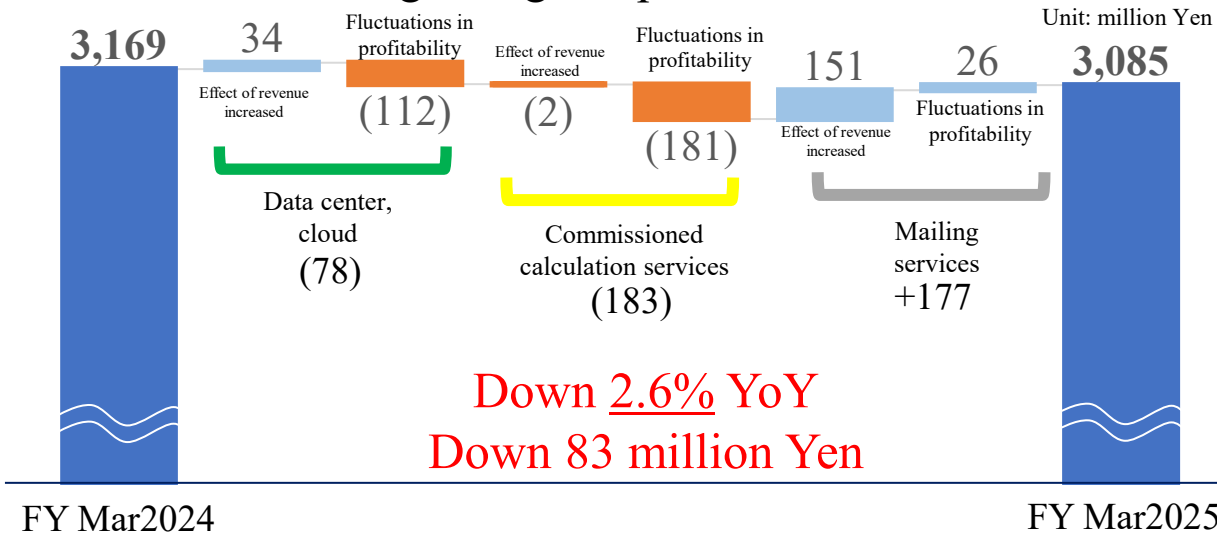 Unit: million Yen
3,169
34
Effect of revenue
increased
Fluctuations in
profitability
(112)
Data center,
cloud
(78)
Effect of revenue
increased
(2)
Fluctuations in
profitability
(181)
Commissioned
calculation services
(183)
151
Effect of revenue
increased
26
Fluctuations in
profitability
Mailing
services
+177
3,085
Down 2.6% YoY
Down 83 million Yen
FY Mar2024
FY Mar2025